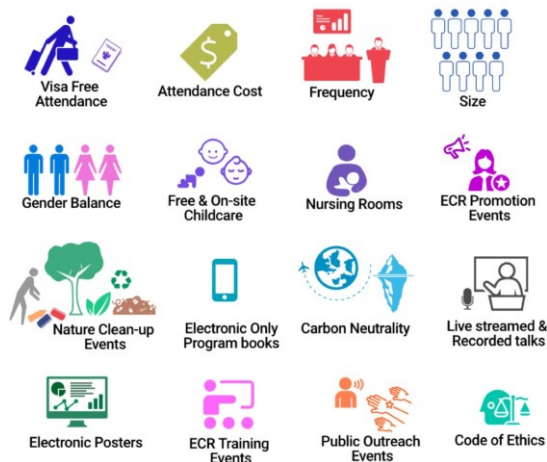 Visa Free
Attendance
Attendance Cost
Frequency
Size
Gender Balance
Free & On-site
Childcare
Nursing Rooms
ECR Promotion
Events
Nature Clean-up
Events
Electronic Only
Program books
Carbon Neutrality
Live streamed &
Recorded talks
Electronic Posters
ECR Training
Events
Public Outreach
Events
Code of Ethics